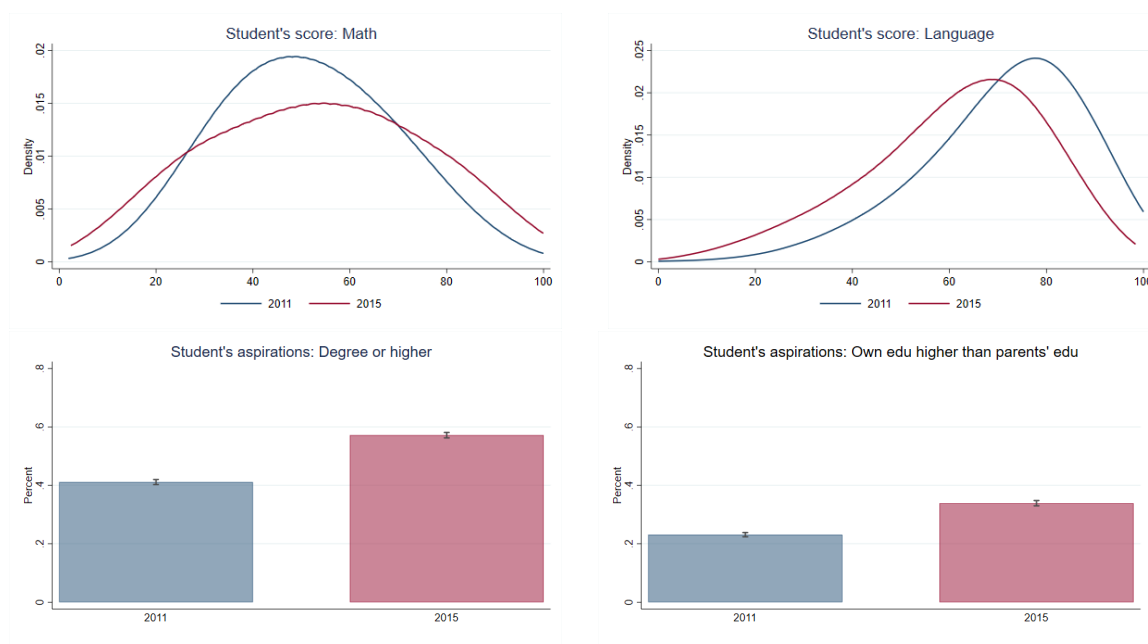 Student's score: Math
Density
0 .005 .01 .015 .02
0 20 40 60 80 100
2011 2015
Student's score: Language
Density
0 .005 .01 .015 .02 .025
0 20 40 60 80 100
2011 2015
Student's aspirations: Degree or higher
Percent
0 .2 .4 .6 .8
2011 2015
Student's aspirations: Own edu higher than parents' edu
Percent
0 .2 .4 .6 .8
2011 2015